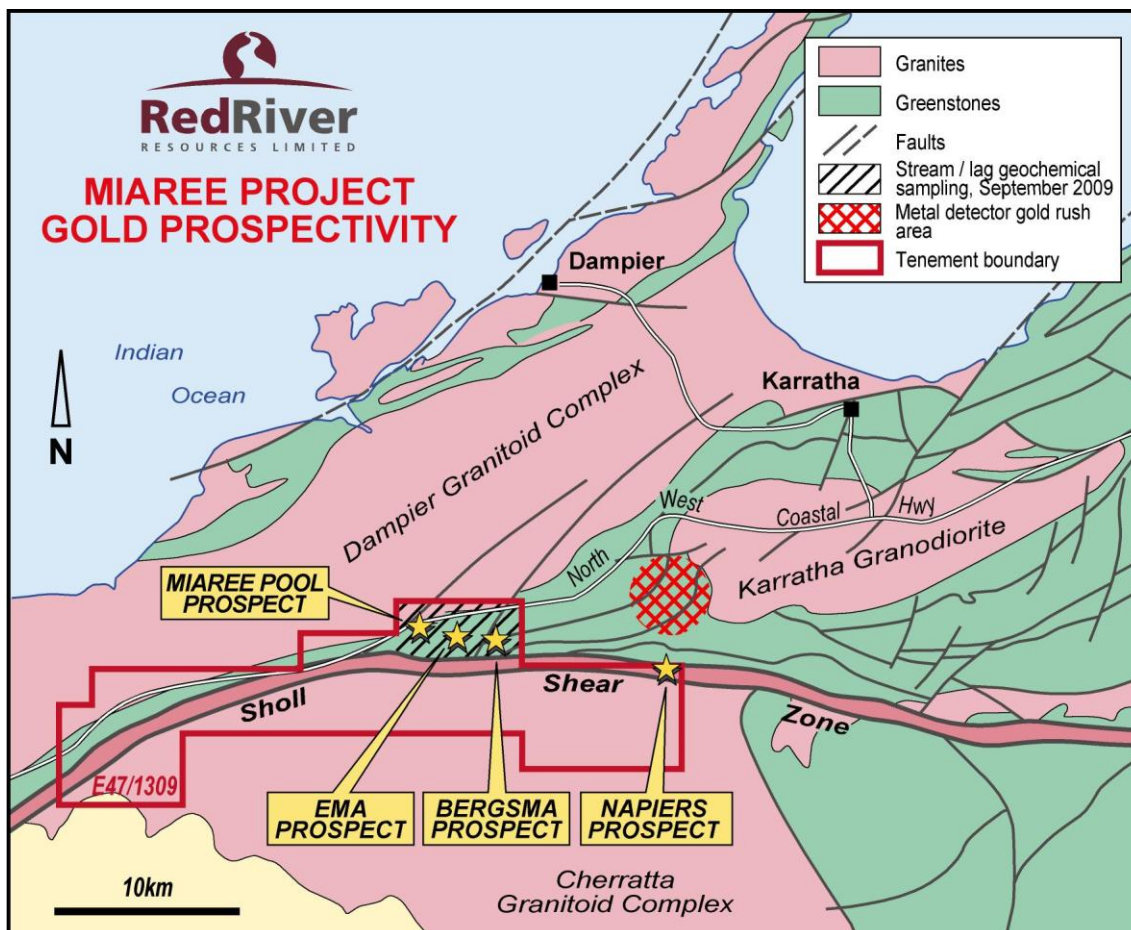 RedRiver
RESOURCES LIMITED
MIAREE PROJECT
GOLD PROSPECTIVITY
Granites
Greenstones
Faults
Stream / lag geochemical
sampling, September 2009
Metal detector gold rush
area
Tenement boundary
Dampier
Indian
Ocean
Karratha
N
Dampier Granitoid Complex
North West Coastal Hwy
Karratha Granodiorite
MIAREE POOL
PROSPECT
Sholl Shear Zone
E47/1309
EMA
PROSPECT
BERGSMA
PROSPECT
NAPIERS
PROSPECT
10km
Cherratta
Granitoid Complex